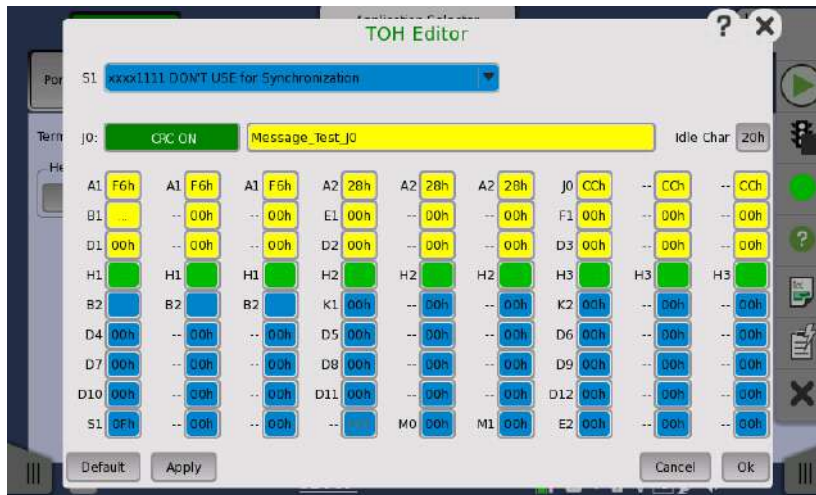 TOH Editor
? X
Por
S1 xxxx1111 DON'T USE for Synchronization
Term
J0: CRC ON Message_Test_J0 Idle Char 20h
He
A1 F6h A1 F6h A1 F6h A2 28h A2 28h A2 28h J0 CCh -- CCh -- CCh
B1 ... -- 00h -- 00h E1 00h -- 00h -- 00h F1 00h -- 00h -- 00h
D1 00h -- 00h -- 00h D2 00h -- 00h -- 00h D3 00h -- 00h -- 00h
H1 H1 H1 H2 H2 H2 H3 H3 H3
B2 B2 B2 K1 00h -- 00h -- 00h K2 00h -- 00h -- 00h
D4 00h -- 00h -- 00h D5 00h -- 00h -- 00h D6 00h -- 00h -- 00h
D7 00h -- 00h -- 00h D8 00h -- 00h -- 00h D9 00h -- 00h -- 00h
D10 00h -- 00h -- 00h D11 00h -- 00h -- 00h D12 00h -- 00h -- 00h
S1 0Fh -- 00h -- 00h -- M0 00h M1 00h E2 00h -- 00h -- 00h
Default Apply Cancel Ok